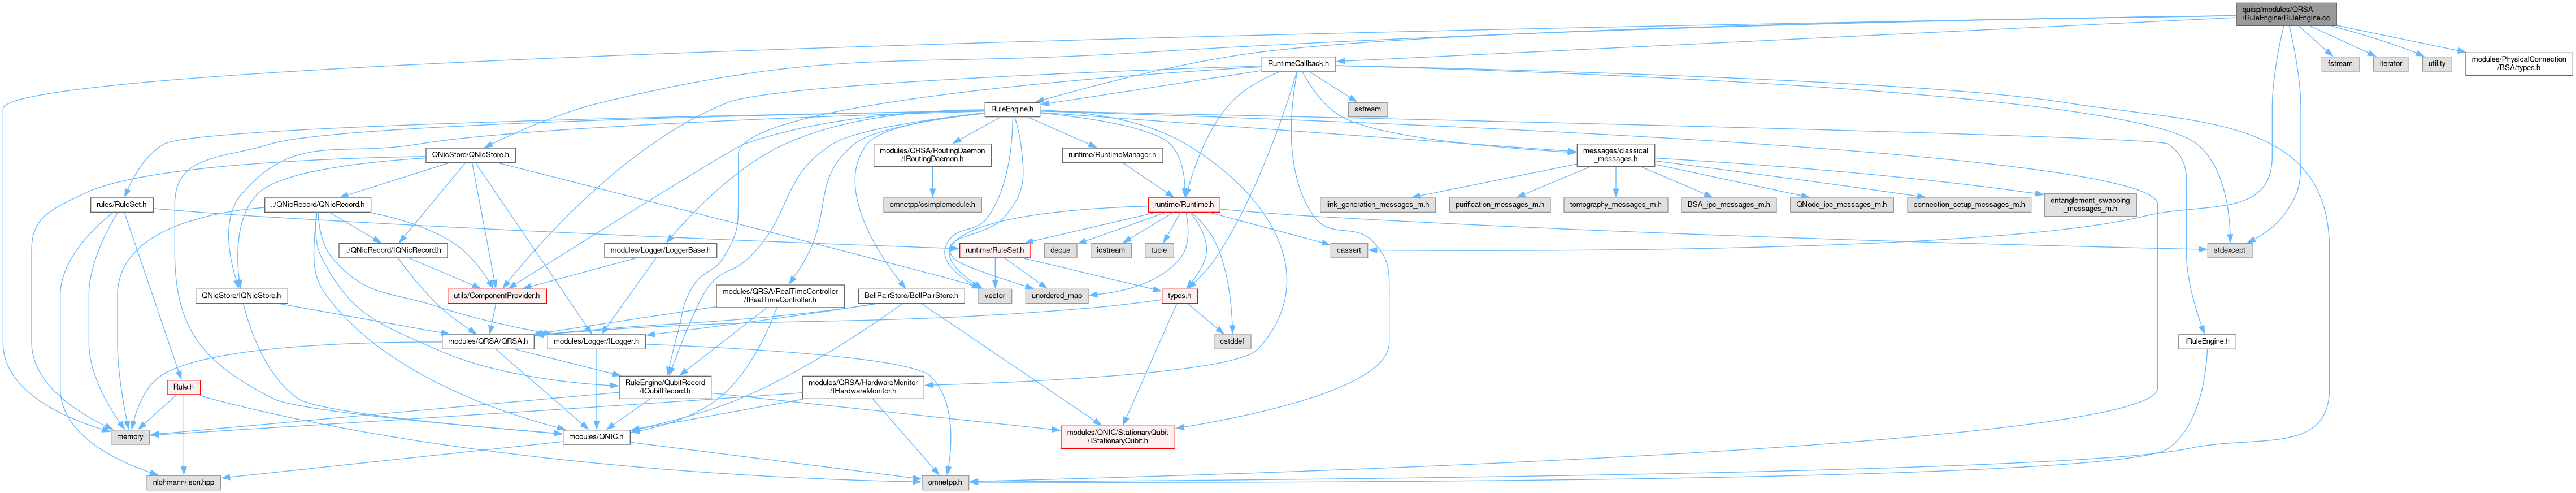 quisp/modules/QRSA
/RuleEngine/RuleEngine.cc
RuntimeCallback.h
fstream
iterator
utility
modules/PhysicalConnection
/BSA/types.h
RuleEngine.h
sstream
QNicStore/QNicStore.h
modules/QRSA/RoutingDaemon
/IRoutingDaemon.h
runtime/RuntimeManager.h
messages/classical
_messages.h
rules/RuleSet.h
../QNicRecord/QNicRecord.h
omnetpp/csimplemodule.h
runtime/Runtime.h
link_generation_messages_m.h
purification_messages_m.h
tomography_messages_m.h
BSA_ipc_messages_m.h
QNode_ipc_messages_m.h
connection_setup_messages_m.h
entanglement_swapping
_messages_m.h
../QNicRecord/IQNicRecord.h
modules/Logger/LoggerBase.h
runtime/RuleSet.h
deque
iostream
tuple
cassert
stdexcept
QNicStore/IQNicStore.h
utils/ComponentProvider.h
modules/QRSA/RealTimeController
/IRealTimeController.h
BellPairStore/BellPairStore.h
vector
unordered_map
types.h
modules/QRSA/QRSA.h
modules/Logger/ILogger.h
cstddef
IRuleEngine.h
Rule.h
RuleEngine/QubitRecord
/IQubitRecord.h
modules/QRSA/HardwareMonitor
/IHardwareMonitor.h
memory
modules/QNIC.h
modules/QNIC/StationaryQubit
/IStationaryQubit.h
nlohmann/json.hpp
omnetpp.h